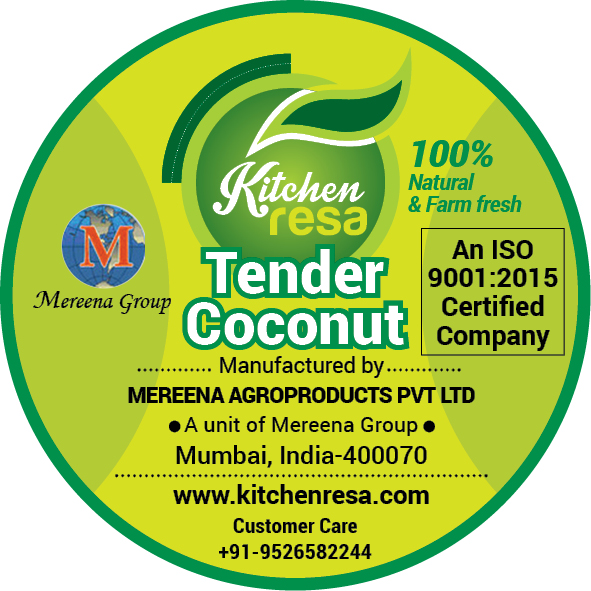 Kitchen
resa
100%
Natural
& Farm fresh
M
Mereena Group
Tender
Coconut
An ISO
9001:2015
Certified
Company
............. Manufactured by .............
MEREENA AGROPRODUCTS PVT LTD
● A unit of Mereena Group ●
Mumbai, India-400070
www.kitchenresa.com
Customer Care
+91-9526582244